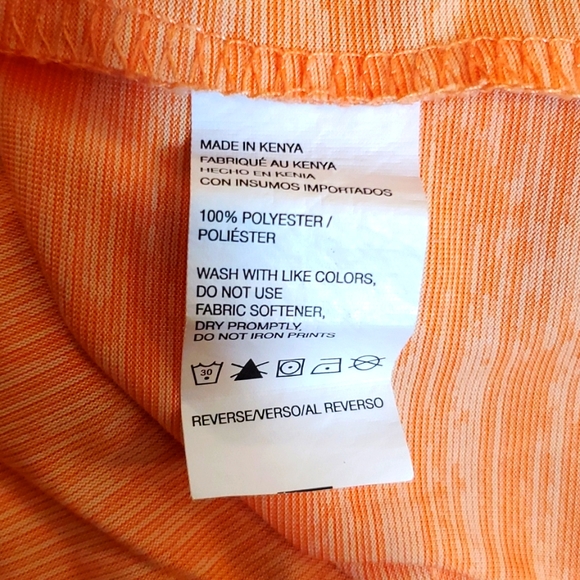 MADE IN KENYA
FABRIQUÉ AU KENYA
HECHO EN KENIA
CON INSUMOS IMPORTADOS
100% POLYESTER /
POLIÉSTER
WASH WITH LIKE COLORS,
DO NOT USE
FABRIC SOFTENER,
DRY PROMPTLY,
DO NOT IRON PRINTS
30
REVERSE/VERSO/AL REVERSO